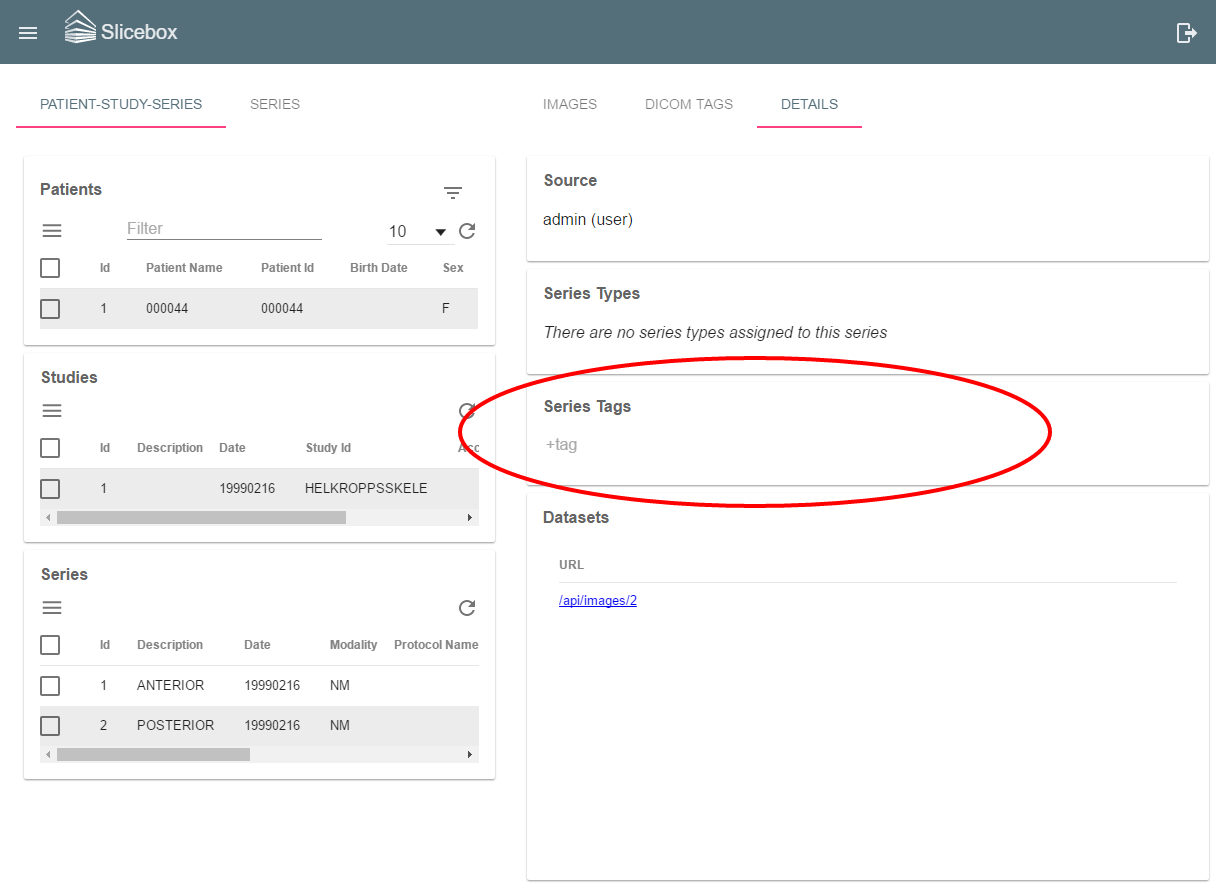 Slicebox
PATIENT-STUDY-SERIES SERIES
IMAGES DICOM TAGS DETAILS
Patients
Filter 10
Id Patient Name Patient Id Birth Date Sex
1 000044 000044 F
Studies
Id Description Date Study Id Acc
1 19990216 HELKROPPSSKELE
Series
Id Description Date Modality Protocol Name
1 ANTERIOR 19990216 NM
2 POSTERIOR 19990216 NM
Source
admin (user)
Series Types
There are no series types assigned to this series
Series Tags
+tag
Datasets
URL
/api/images/2